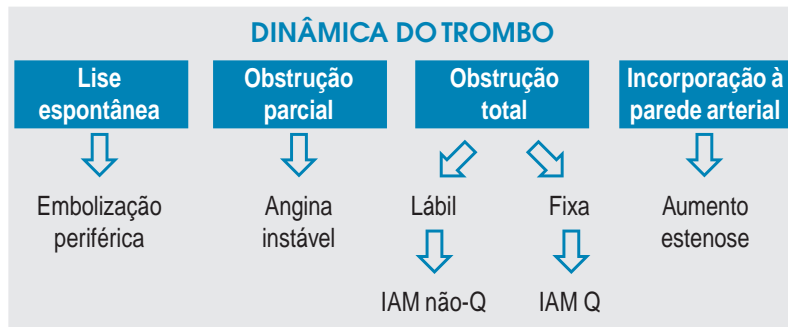 DINÂMICA DO TROMBO
Lise
espontânea
Obstrução
parcial
Obstrução
total
Incorporação à
parede arterial
Embolização
periférica
Angina
instável
Lábil
Fixa
Aumento
estenose
IAM não-Q
IAM Q